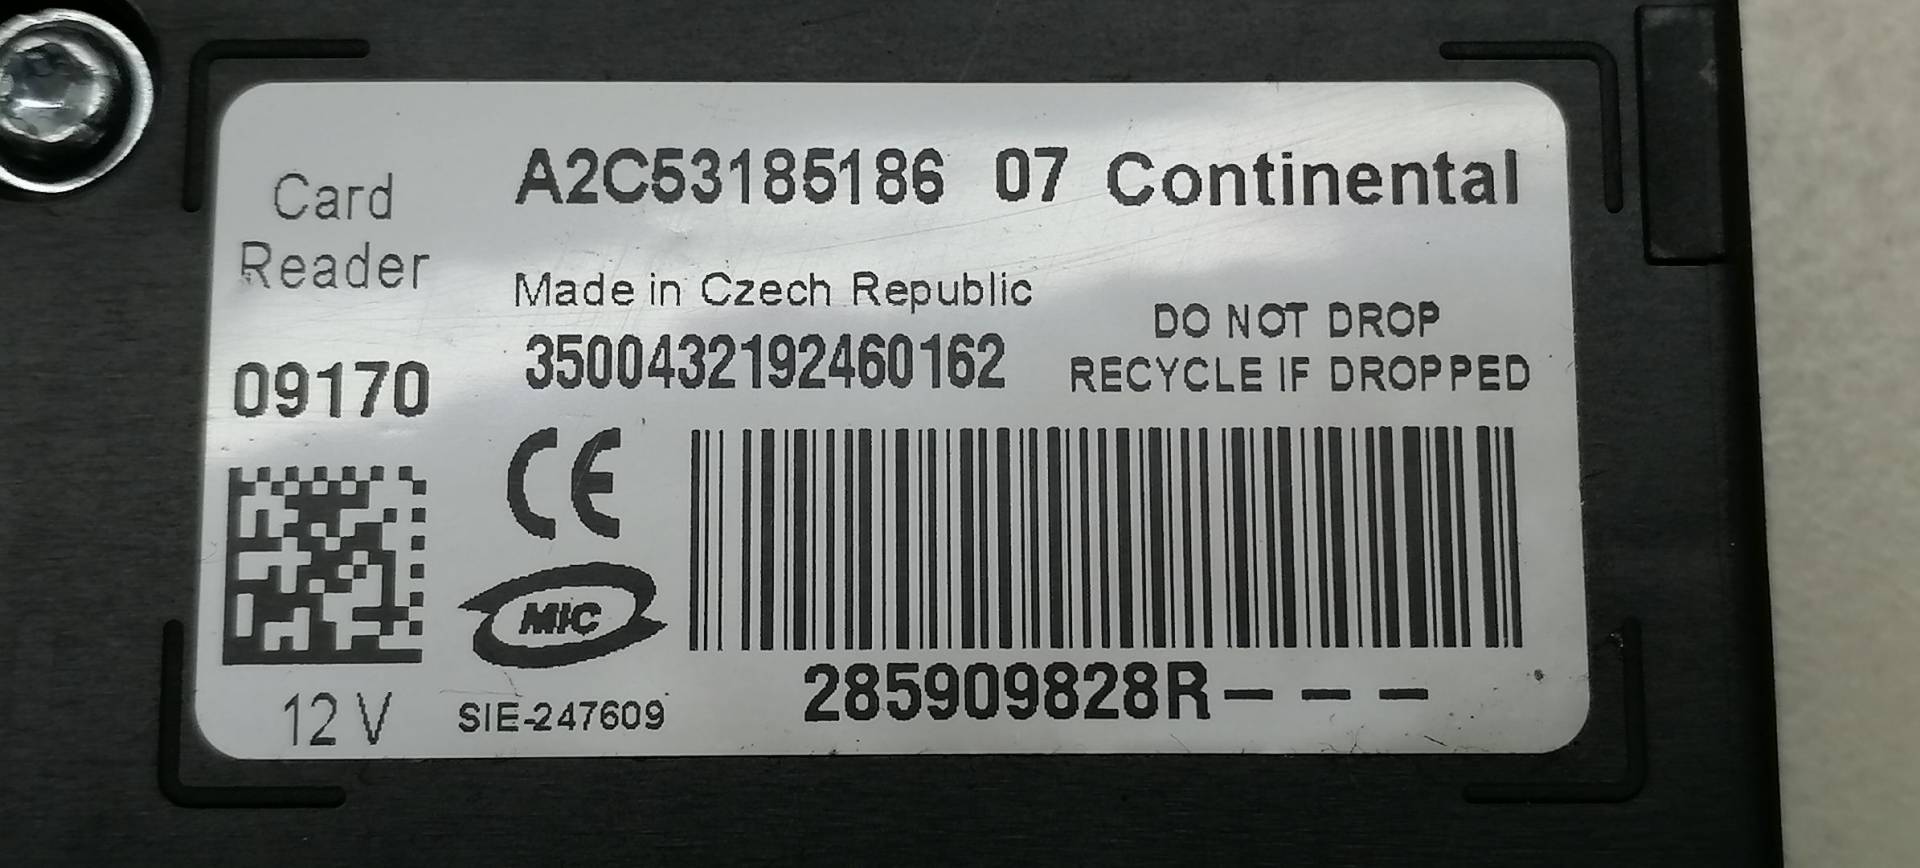 Card
Reader
09170
A2C53185186 07 Continental
Made in Czech Republic
3500432192460162
DO NOT DROP
RECYCLE IF DROPPED
CE
MIC
12 V
SIE-247609
285909828R---